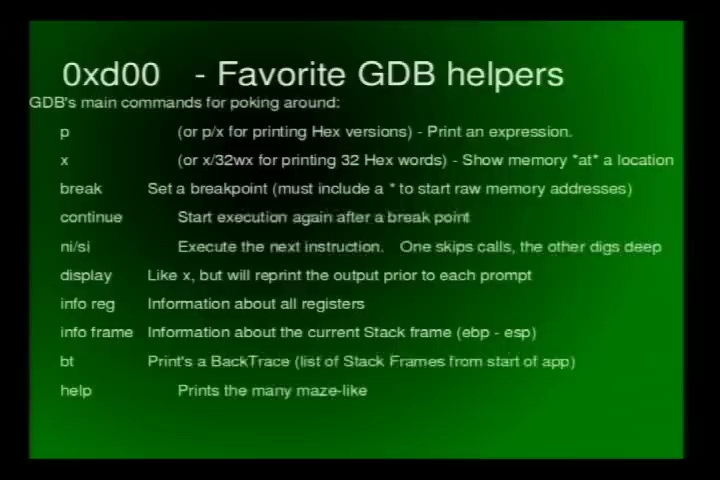 0xd00 - Favorite GDB helpers
GDB's main commands for poking around:
p (or p/x for printing Hex versions) - Print an expression.
x (or x/32wx for printing 32 Hex words) - Show memory *at* a location
break Set a breakpoint (must include a * to start raw memory addresses)
continue Start execution again after a break point
ni/si Execute the next instruction. One skips calls, the other digs deep
display Like x, but will reprint the output prior to each prompt
info reg Information about all registers
info frame Information about the current Stack frame (ebp - esp)
bt Print's a BackTrace (list of Stack Frames from start of app)
help Prints the many maze-like